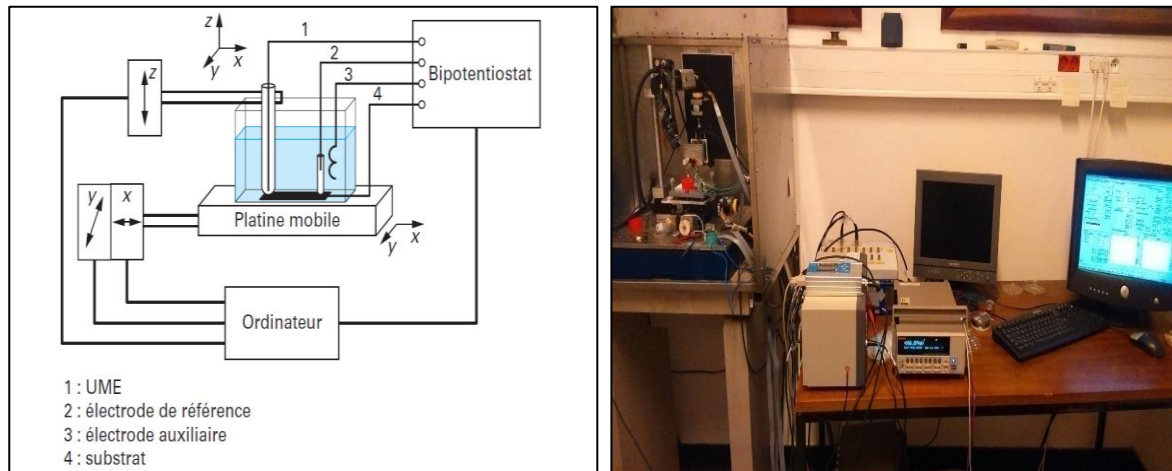 z
y
x
1
2
3
4
Bipotentiostat
z
y
x
Platine mobile
y
x
Ordinateur
1 : UME
2 : électrode de référence
3 : électrode auxiliaire
4 : substrat